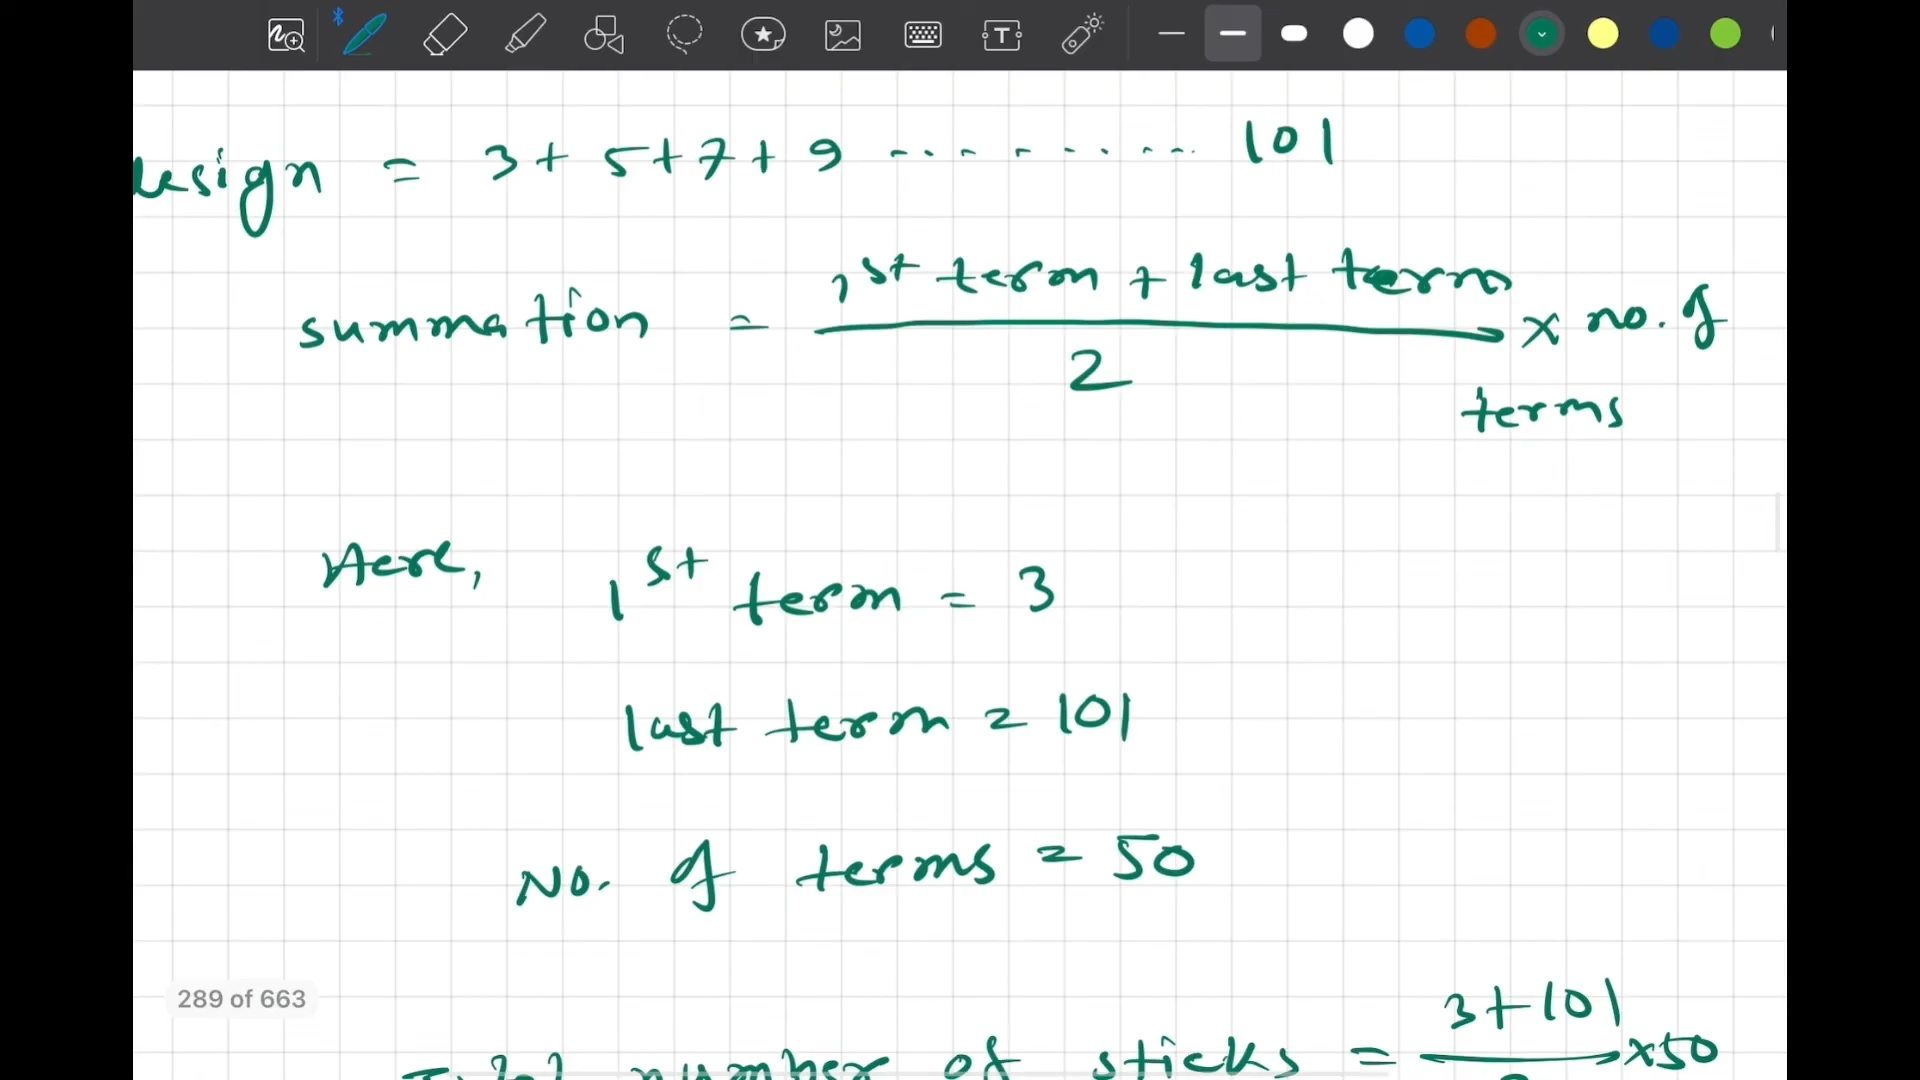 design = 3 + 5 + 7 + 9 ........... 101
summation = 1st term + last term × no. of
2
terms
Here, 1st term = 3
last term = 101
No. of terms = 50
289 of 663
3 + 101
number of sticks = ×50